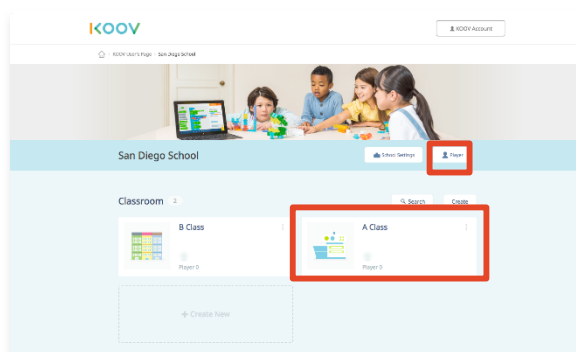 KOOV
KOOV Account
KOOV User's Page
San Diego School
San Diego School
School Settings
Player
Classroom
Search
Create
B Class
A Class
Player 0
Player 0
+ Create New